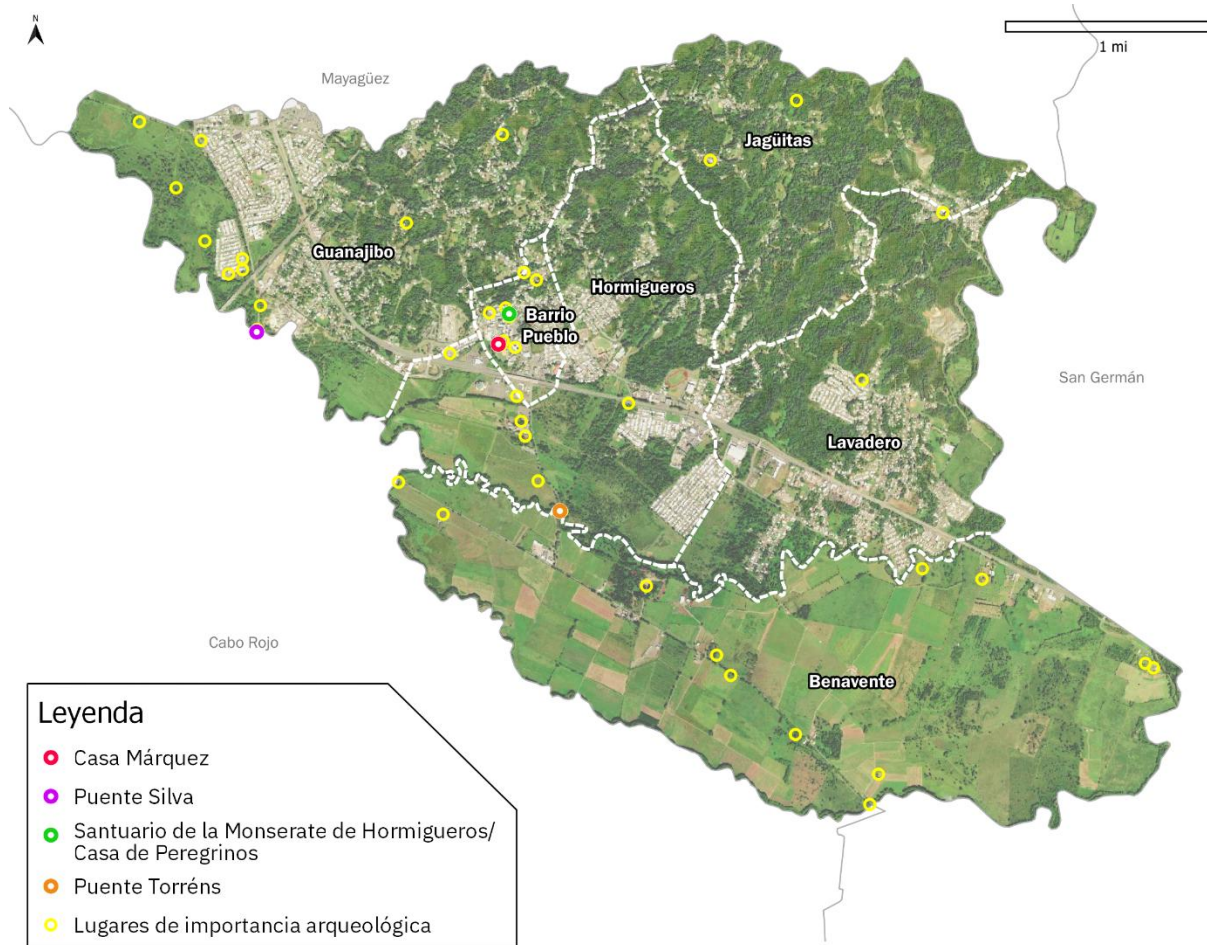 N
1 mi
Mayagüez
Jagüitas
Guanajibo
Hormigueros
Barrio
Pueblo
San Germán
Lavadero
Cabo Rojo
Benavente
Leyenda
Casa Márquez
Puente Silva
Santuario de la Monserate de Hormigueros/
Casa de Peregrinos
Puente Torréns
Lugares de importancia arqueológica